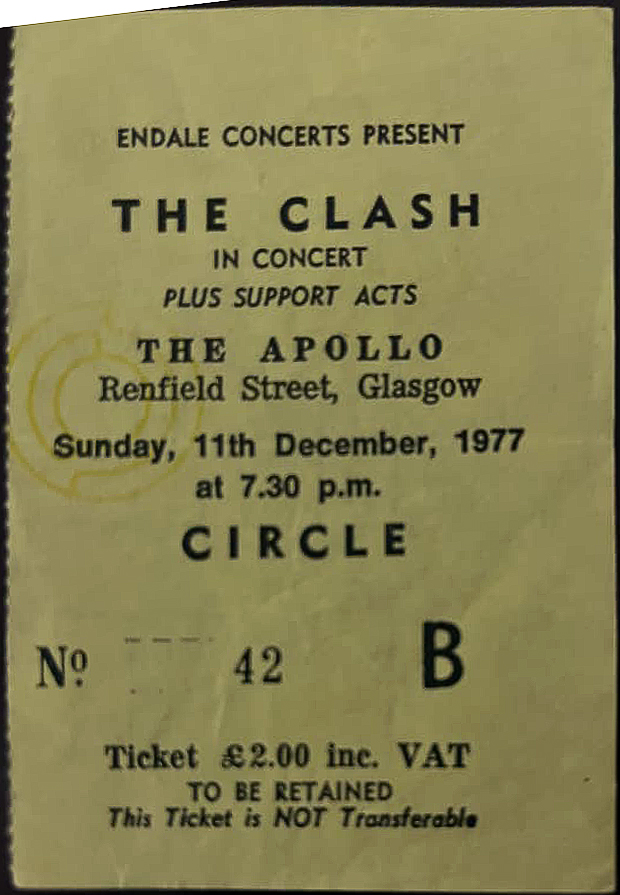 ENDALE CONCERTS PRESENT
THE CLASH
IN CONCERT
PLUS SUPPORT ACTS
THE APOLLO
Renfield Street, Glasgow
Sunday, 11th December, 1977
at 7.30 p.m.
CIRCLE
Nº 42 B
Ticket £2.00 inc. VAT
TO BE RETAINED
This Ticket is NOT Transferable